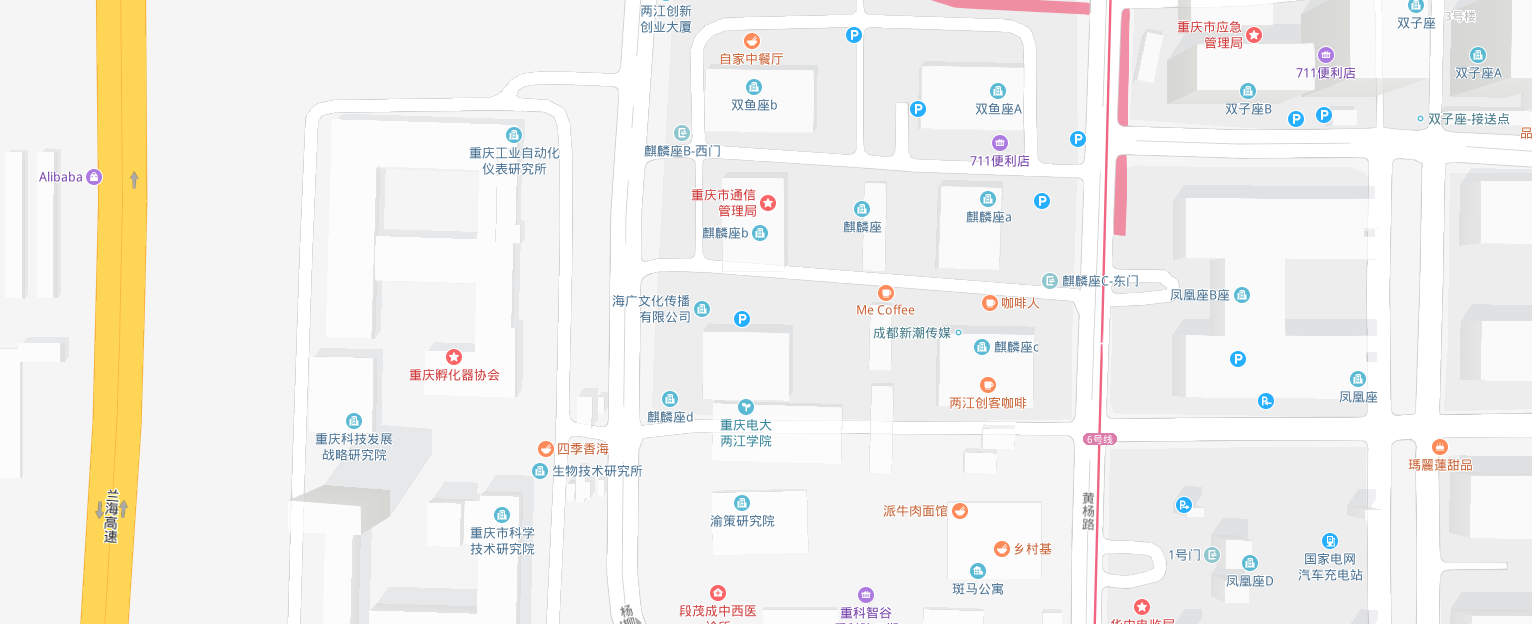 两江创新
创业大厦
自家中餐厅
双鱼座b
双鱼座A
重庆市应急
管理局
711便利店
双子座
3号楼
双子座A
双子座B
双子座-接送点
品
重庆工业自动化
仪表研究所
麒麟座B-西门
711便利店
Alibaba
重庆市通信
管理局
麒麟座b
麒麟座
麒麟座a
麒麟座C-东门
凤凰座B座
海广文化传播
有限公司
Me Coffee
咖啡人
成都新潮传媒
麒麟座c
重庆孵化器协会
两江创客咖啡
凤凰座
麒麟座d
重庆电大
两江学院
重庆科技发展
战略研究院
四季香海
生物技术研究所
6号线
瑪麗蓮甜品
兰海高速
黄杨路
重庆市科学
技术研究院
渝策研究院
派牛肉面馆
乡村基
斑马公寓
1号门
凤凰座D
国家电网
汽车充电站
段茂成中西医
诊所
重科智谷
杨